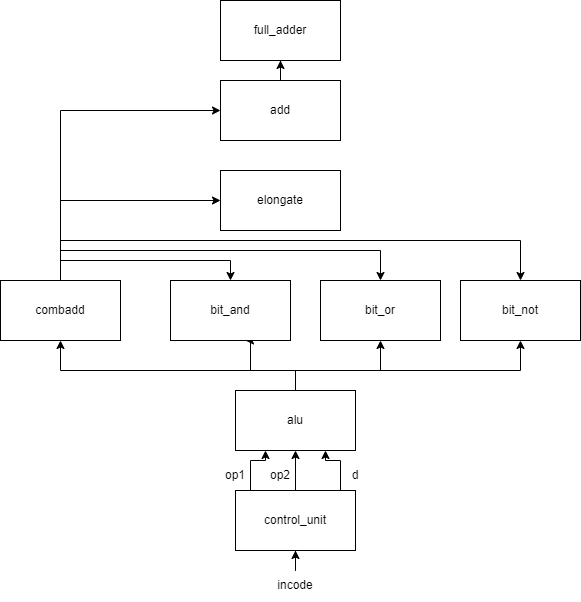 full_adder
add
elongate
combadd
bit_and
bit_or
bit_not
alu
op1
op2
d
control_unit
incode